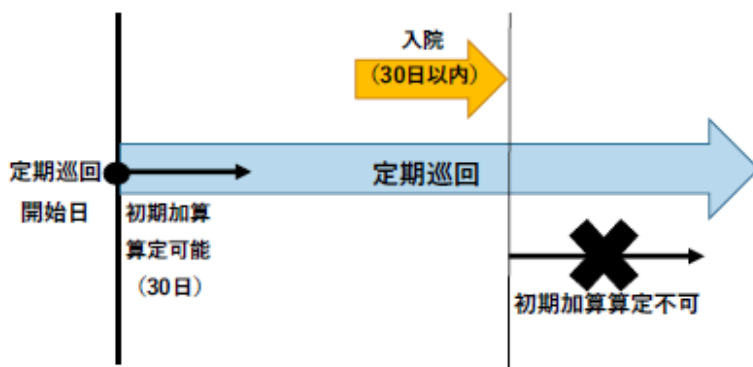 入院
（30日以内）
定期巡回
開始日
定期巡回
初期加算
算定可能
（30日）
初期加算算定不可